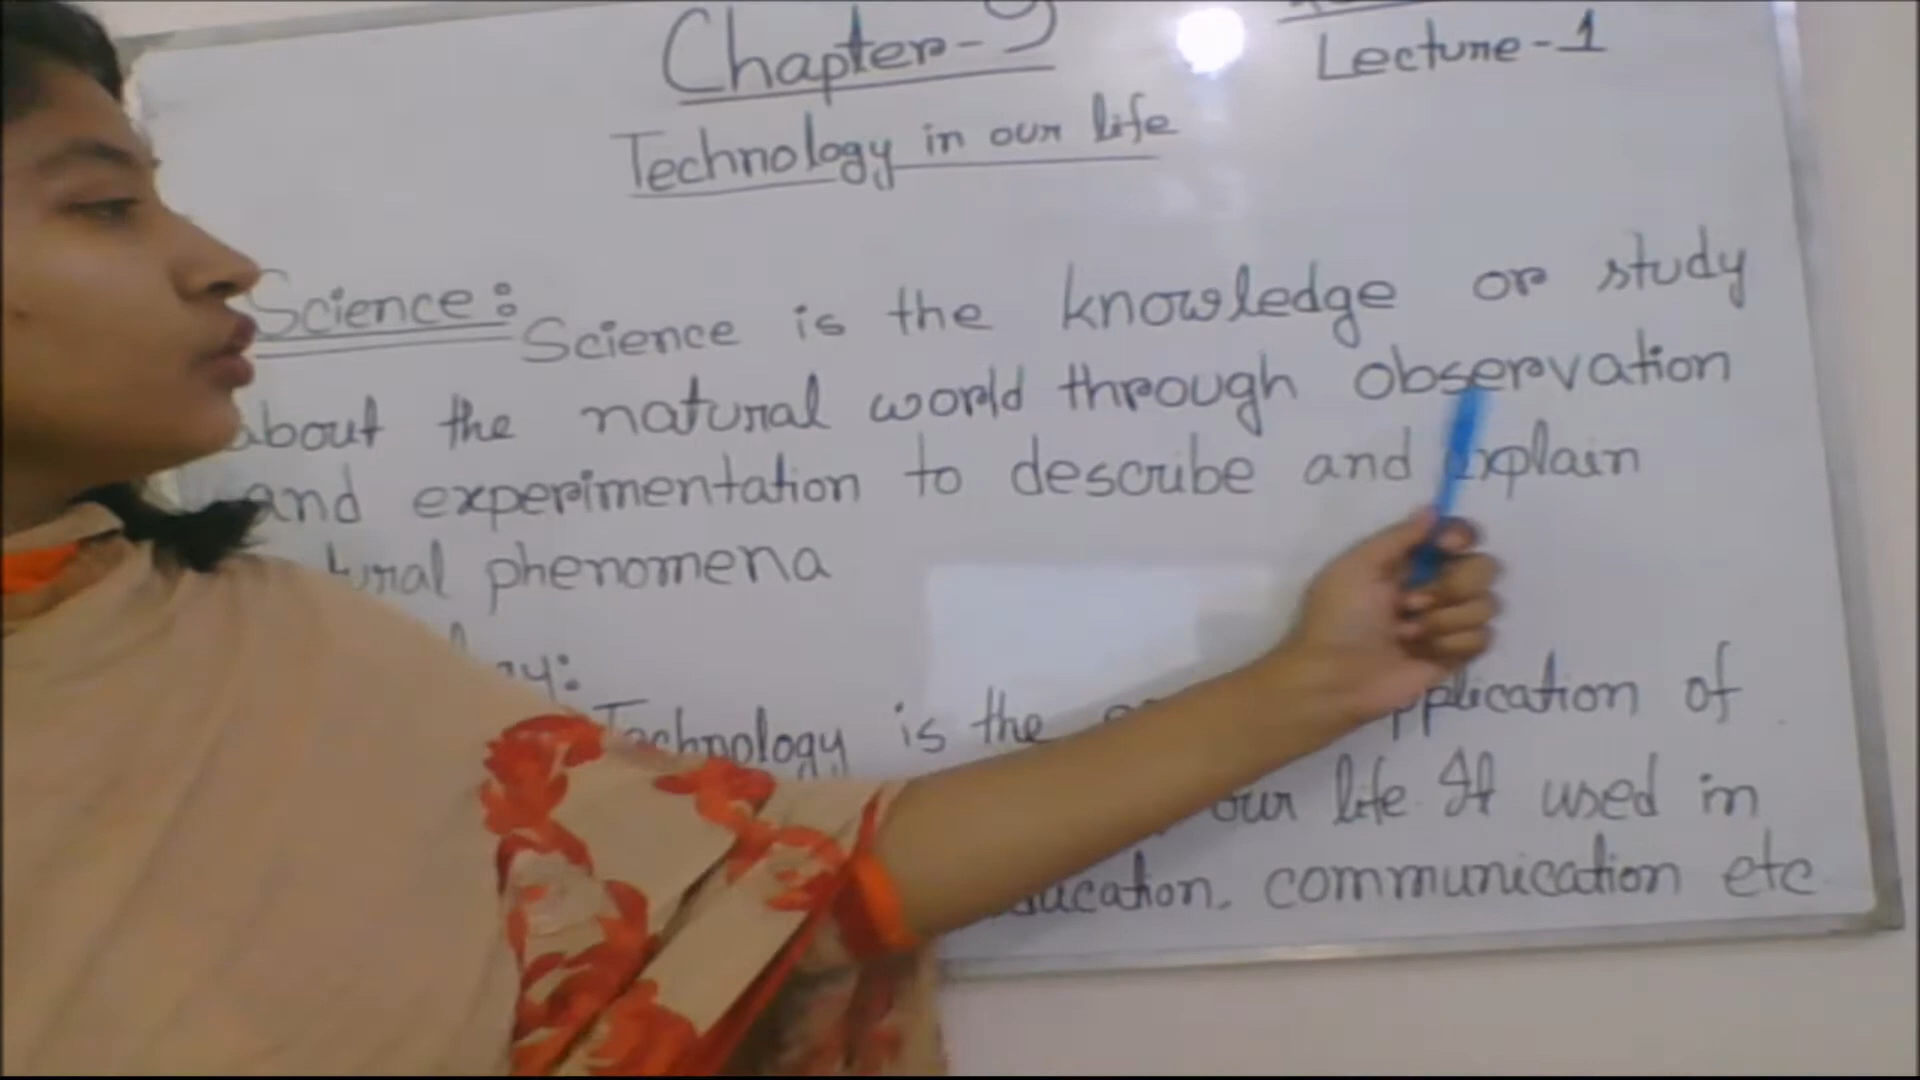 Chapter-9
Lecture-1
Technology in our life
Science: Science is the knowledge or study
about the natural world through observation
and experimentation to describe and explain
phenomena
Technology is the application of
our life It used in
communication etc